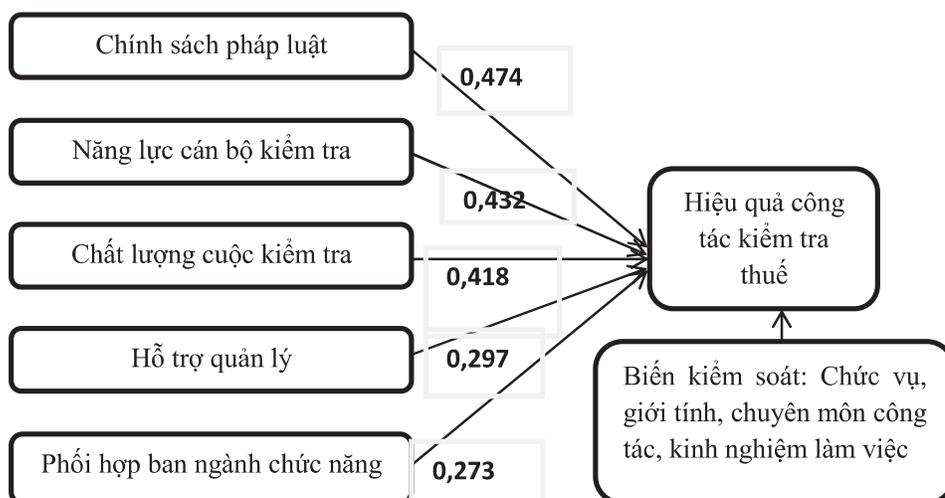 Chính sách pháp luật
0,474
Năng lực cán bộ kiểm tra
0,432
Chất lượng cuộc kiểm tra
0,418
Hỗ trợ quản lý
0,297
Phối hợp ban ngành chức năng
0,273
Hiệu quả công
tác kiểm tra
thuế
Biến kiểm soát: Chức vụ,
giới tính, chuyên môn công
tác, kinh nghiệm làm việc